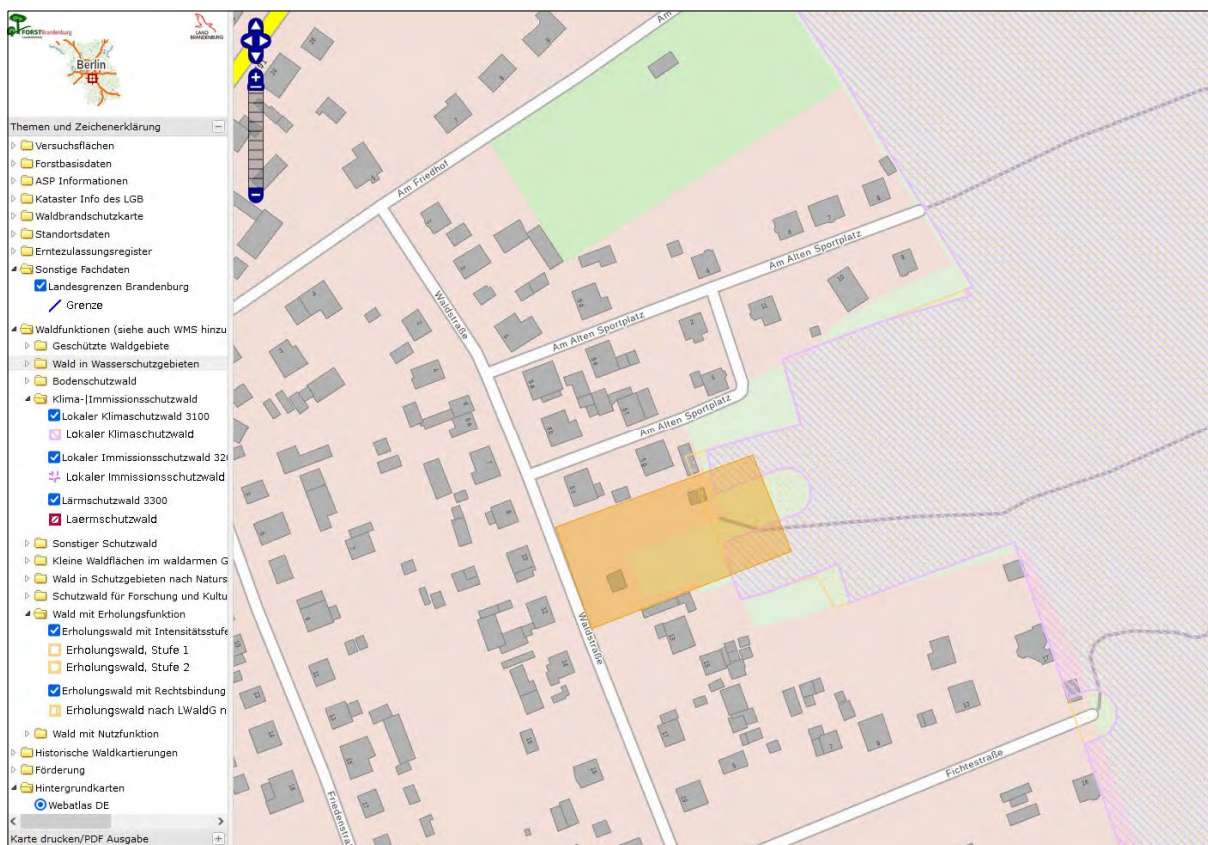 FORSTBrandenburg
LAND
BRANDENBURG
Berlin
Themen und Zeichenerklärung
Versuchsflächen
Forstbasisdaten
ASP Informationen
Kataster Info des LGB
Waldbrandschutzkarte
Standortsdaten
Erntezulassungsregister
Sonstige Fachdaten
Landesgrenzen Brandenburg
Grenze
Waldfunktionen (siehe auch WMS hinzu
Geschützte Waldgebiete
Wald in Wasserschutzgebieten
Bodenschutzwald
Klima-|Immissosschutzwald
Lokaler Klimaschutzwald 3100
Lokaler Klimaschutzwald
Lokaler Immissionsschutzwald 320
Lokaler Immissionsschutzwald
Lärmschutzwald 3300
Laermschutzwald
Sonstiger Schutzwald
Kleine Waldflächen im waldarmen G
Wald in Schutzgebieten nach Naturs
Schutzwald für Forschung und Kultu
Wald mit Erholungsfunktion
Erholungswald mit Intensitätsstufe
Erholungswald, Stufe 1
Erholungswald, Stufe 2
Erholungswald mit Rechtsbindung
Erholungswald nach LWaldG n
Wald mit Nutzfunktion
Historische Waldkartierungen
Förderung
Hintergrundkarten
Webatlas DE
Karte drucken/PDF Ausgabe
Am
Am Friedhof
Waldstraße
Am Alten Sportplatz
Am Alten Sportplatz
Am Alten Sportplatz
Waldstraße
Friedenstra
Fichtestraße